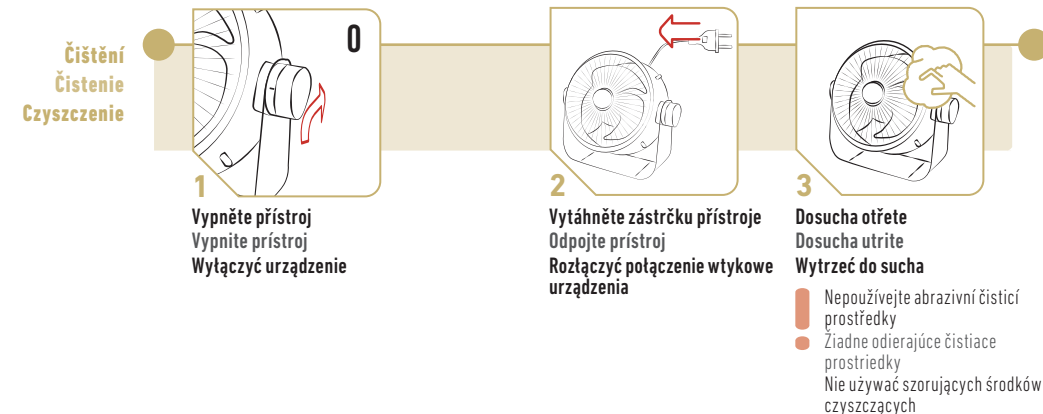 Čištění
Čistenie
Czyszczenie
0
1
Vypněte přístroj
Vypnite prístroj
Wyłączyć urządzenie
2
Vytáhněte zástrčku přístroje
Odpojte prístroj
Rozłączyć połączenie wtykowe
urządzenia
3
Dosucha otřete
Dosucha utrite
Wytrzeć do sucha
Nepoužívejte abrazivní čisticí
prostředky
Žiadne odierajúce čistiace
prostriedky
Nie używać szorujących środków
czyszczących